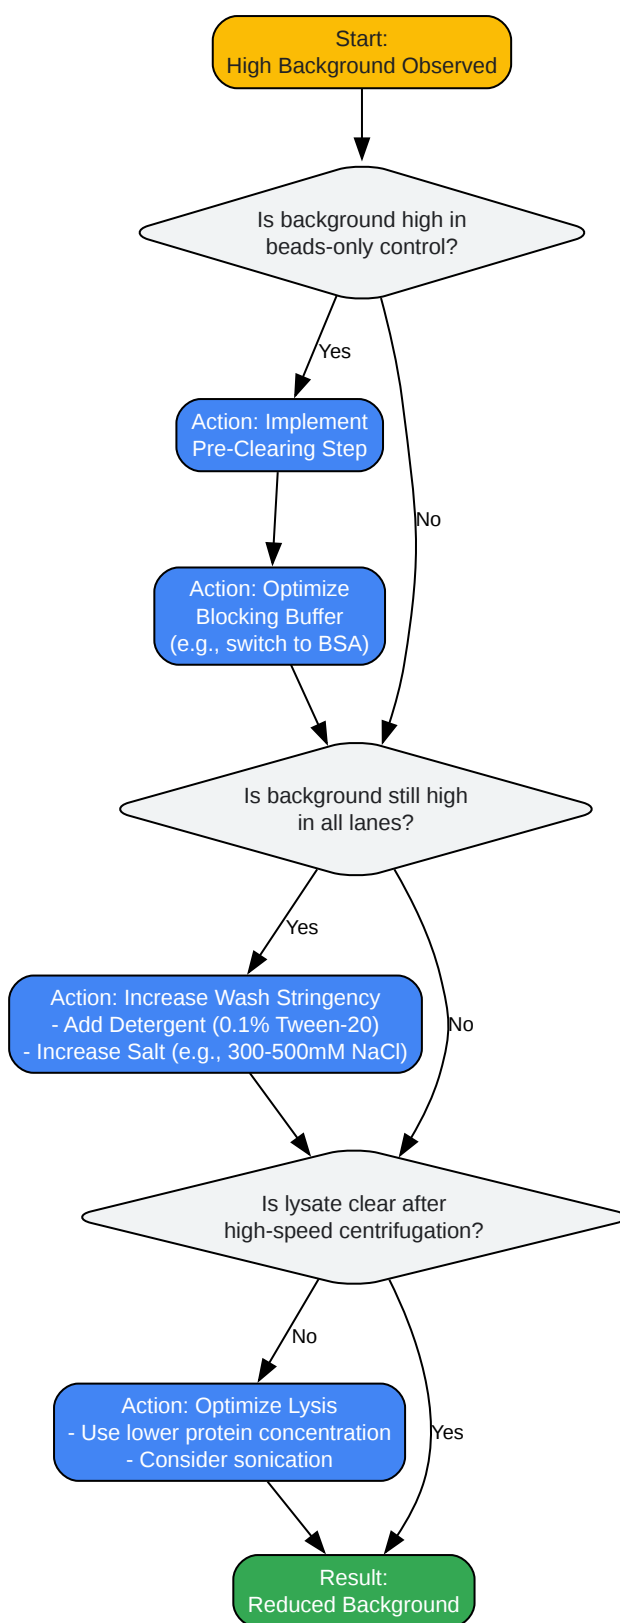 Start:
High Background Observed
Is background high in
beads-only control?
Yes
Action: Implement
Pre-Clearing Step
No
Action: Optimize
Blocking Buffer
(e.g., switch to BSA)
Is background still high
in all lanes?
Yes
Action: Increase Wash Stringency
- Add Detergent (0.1% Tween-20)
- Increase Salt (e.g., 300-500mM NaCl)
No
Is lysate clear after
high-speed centrifugation?
No
Action: Optimize Lysis
- Use lower protein concentration
- Consider sonication
Yes
Result:
Reduced Background